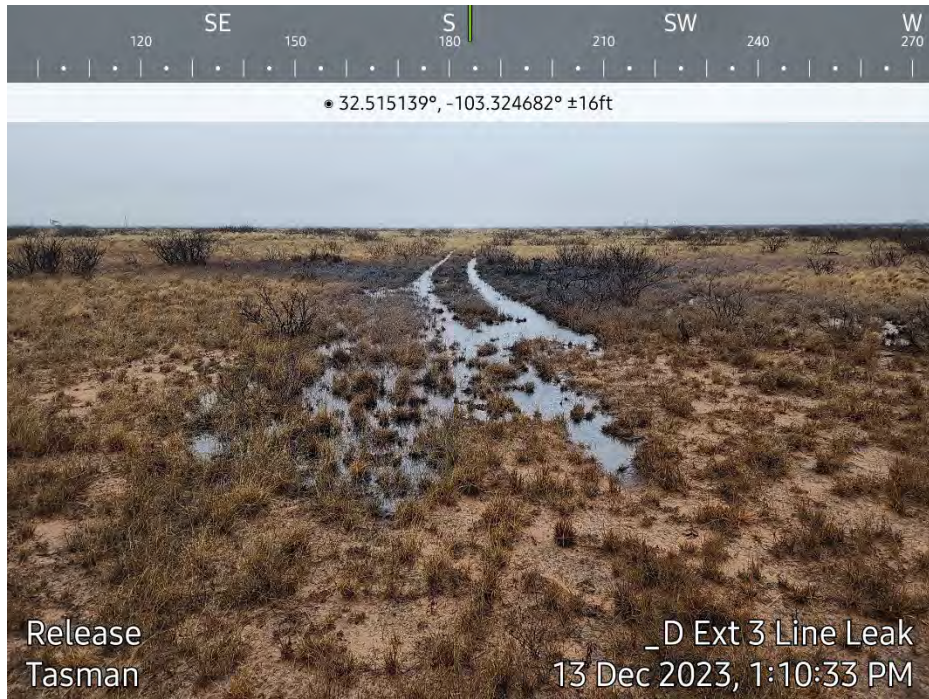 SE S SW W
120 150 180 210 240 270
◉ 32.515139°, -103.324682° ±16ft
Release _D Ext 3 Line Leak
Tasman 13 Dec 2023, 1:10:33 PM